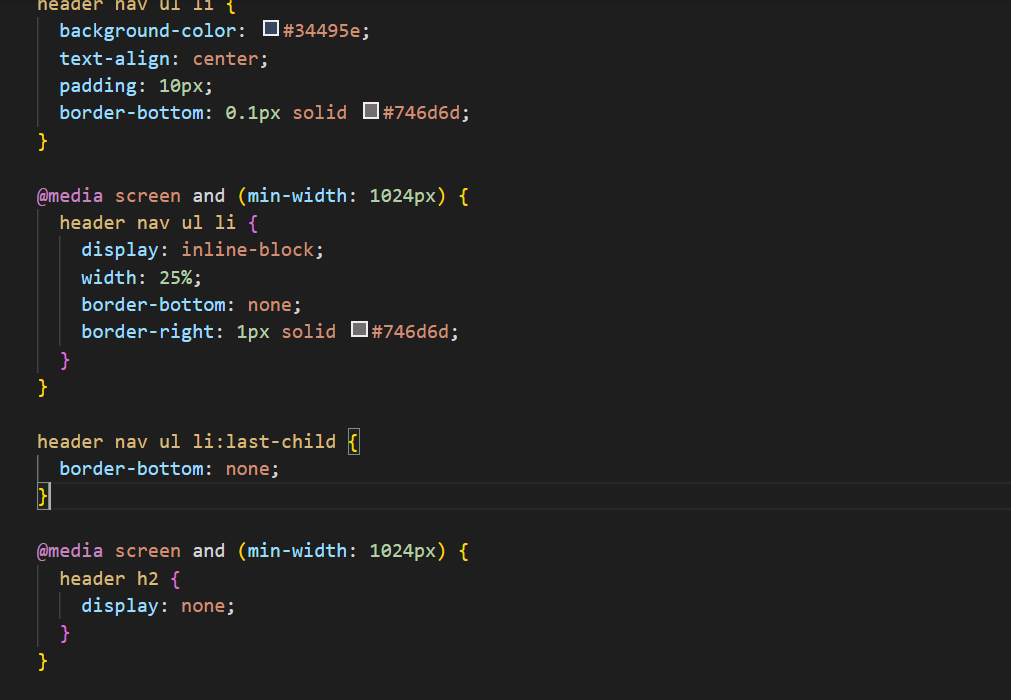 header nav ul li {
background-color: #34495e;
text-align: center;
padding: 10px;
border-bottom: 0.1px solid #746d6d;
}
@media screen and (min-width: 1024px) {
header nav ul li {
display: inline-block;
width: 25%;
border-bottom: none;
border-right: 1px solid #746d6d;
}
}
header nav ul li:last-child {
border-bottom: none;
}
@media screen and (min-width: 1024px) {
header h2 {
display: none;
}
}